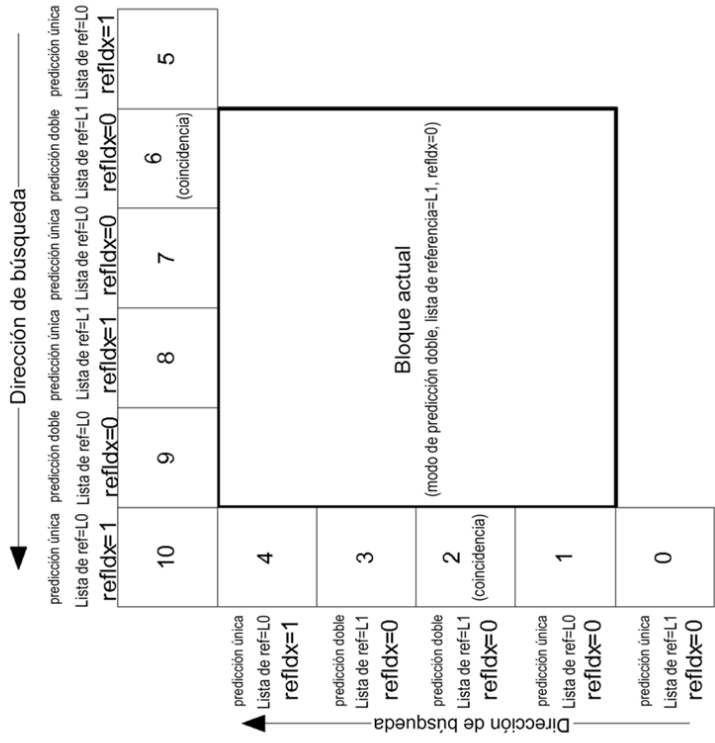 Dirección de búsqueda
predicción única
Lista de ref=L0
refIdx=1
predicción doble
Lista de ref=L0
refIdx=0
predicción única
Lista de ref=L1
refIdx=1
predicción única
Lista de ref=L0
refIdx=0
predicción doble
Lista de ref=L1
refIdx=0
predicción única
Lista de ref=L0
refIdx=1
10
9
8
7
6
(coincidencia)
5
predicción única
Lista de ref=L0
refIdx=1
4
predicción doble
Lista de ref=L1
refIdx=0
3
predicción doble
Lista de ref=L1
refIdx=0
2
(coincidencia)
predicción única
Lista de ref=L0
refIdx=0
1
predicción única
Lista de ref=L1
refIdx=0
0
Bloque actual
(modo de predicción doble, lista de referencia=L1, refIdx=0)
Dirección de búsqueda